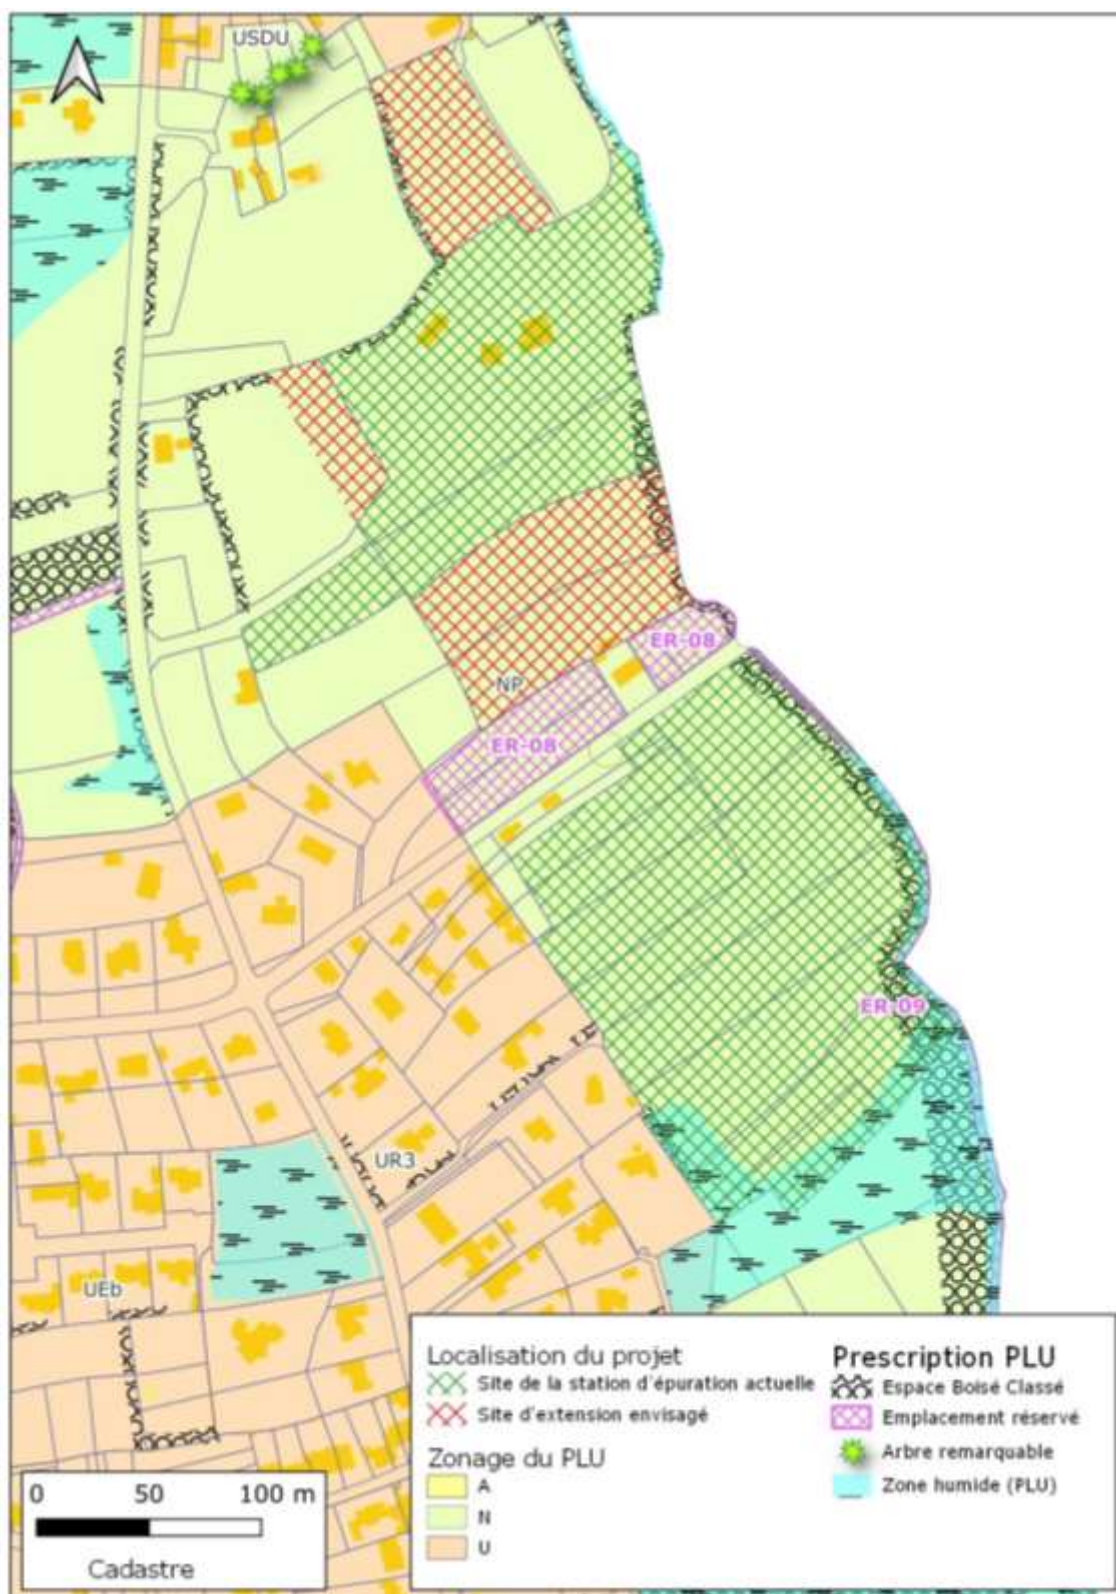 USDU
ER-08
NP
ER-08
ER-09
UR3
UEb
Localisation du projet
Site de la station d'épuration actuelle
Site d'extension envisagé
Zonage du PLU
A
N
U
Prescription PLU
Espace Boisé Classé
Emplacement réservé
Arbre remarquable
Zone humide (PLU)
0 50 100 m
Cadastre